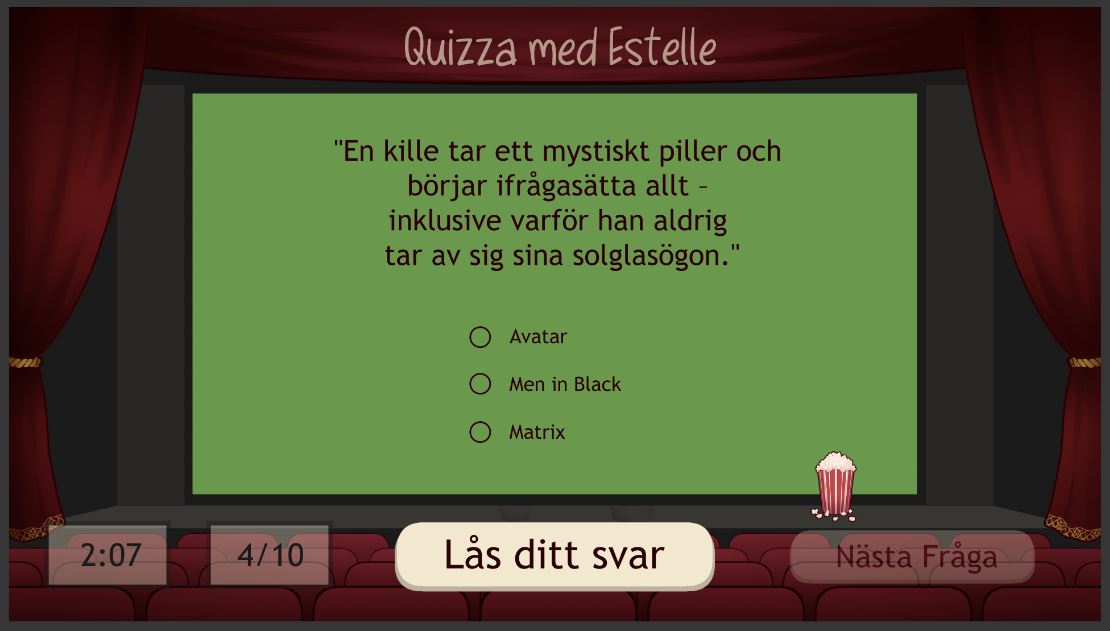 Quizza med Estelle
"En kille tar ett mystiskt piller och
börjar ifrågasätta allt –
inklusive varför han aldrig
tar av sig sina solglasögon."
Avatar
Men in Black
Matrix
2:07
4/10
Lås ditt svar
Nästa Fråga